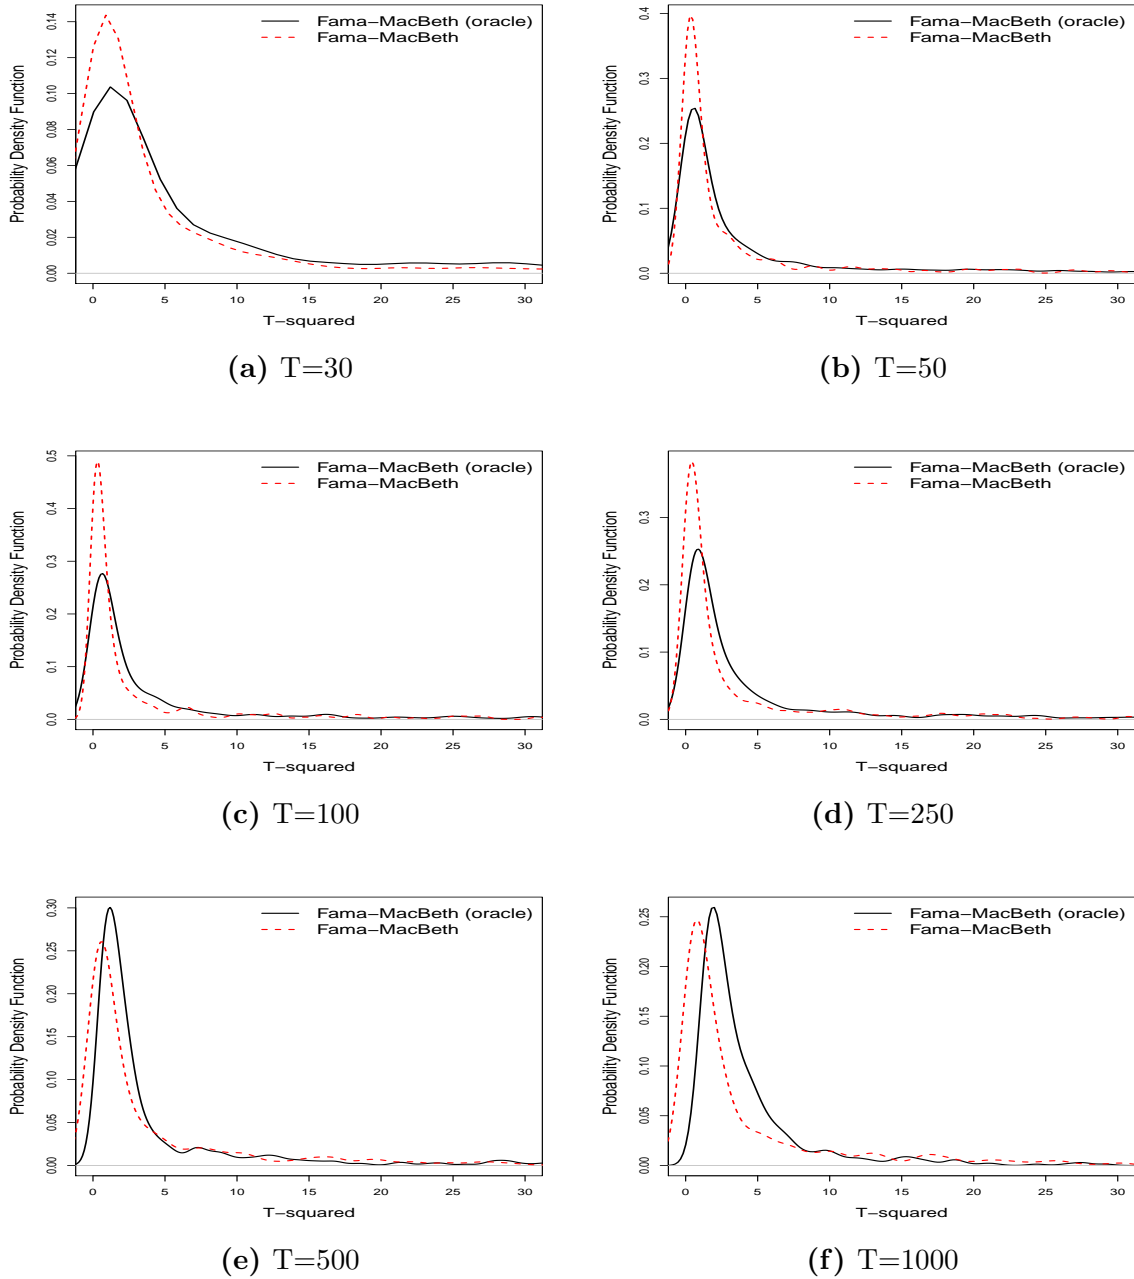 Fama−MacBeth (oracle)
Fama−MacBeth
Probability Density Function
0.00 0.02 0.04 0.06 0.08 0.10 0.12 0.14
0 5 10 15 20 25 30
T−squared
(a) T=30
Fama−MacBeth (oracle)
Fama−MacBeth
Probability Density Function
0.0 0.1 0.2 0.3 0.4
0 5 10 15 20 25 30
T−squared
(b) T=50
Fama−MacBeth (oracle)
Fama−MacBeth
Probability Density Function
0.0 0.1 0.2 0.3 0.4 0.5
0 5 10 15 20 25 30
T−squared
(c) T=100
Fama−MacBeth (oracle)
Fama−MacBeth
Probability Density Function
0.0 0.1 0.2 0.3
0 5 10 15 20 25 30
T−squared
(d) T=250
Fama−MacBeth (oracle)
Fama−MacBeth
Probability Density Function
0.00 0.05 0.10 0.15 0.20 0.25 0.30
0 5 10 15 20 25 30
T−squared
(e) T=500
Fama−MacBeth (oracle)
Fama−MacBeth
Probability Density Function
0.00 0.05 0.10 0.15 0.20 0.25
0 5 10 15 20 25 30
T−squared
(f) T=1000